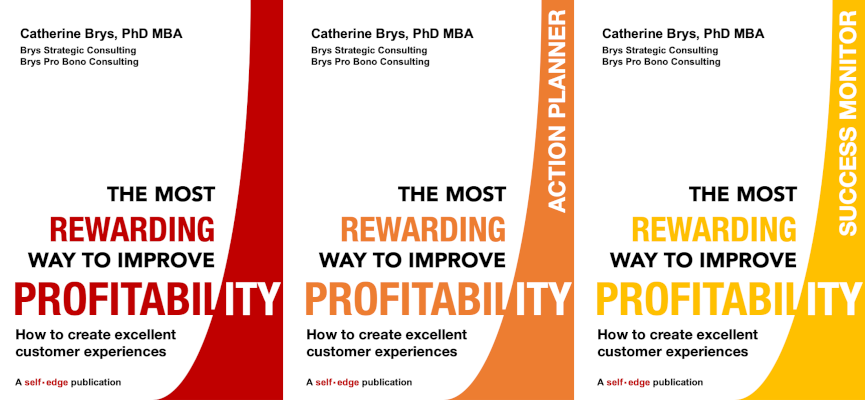 Catherine Brys, PhD MBA
Brys Strategic Consulting
Brys Pro Bono Consulting
THE MOST
REWARDING
WAY TO IMPROVE
PROFITABILITY
How to create excellent
customer experiences
A self·edge publication
Catherine Brys, PhD MBA
Brys Strategic Consulting
Brys Pro Bono Consulting
ACTION PLANNER
THE MOST
REWARDING
WAY TO IMPROVE
PROFITABILITY
How to create excellent
customer experiences
A self·edge publication
Catherine Brys, PhD MBA
Brys Strategic Consulting
Brys Pro Bono Consulting
SUCCESS MONITOR
THE MOST
REWARDING
WAY TO IMPROVE
PROFITABILITY
How to create excellent
customer experiences
A self·edge publication